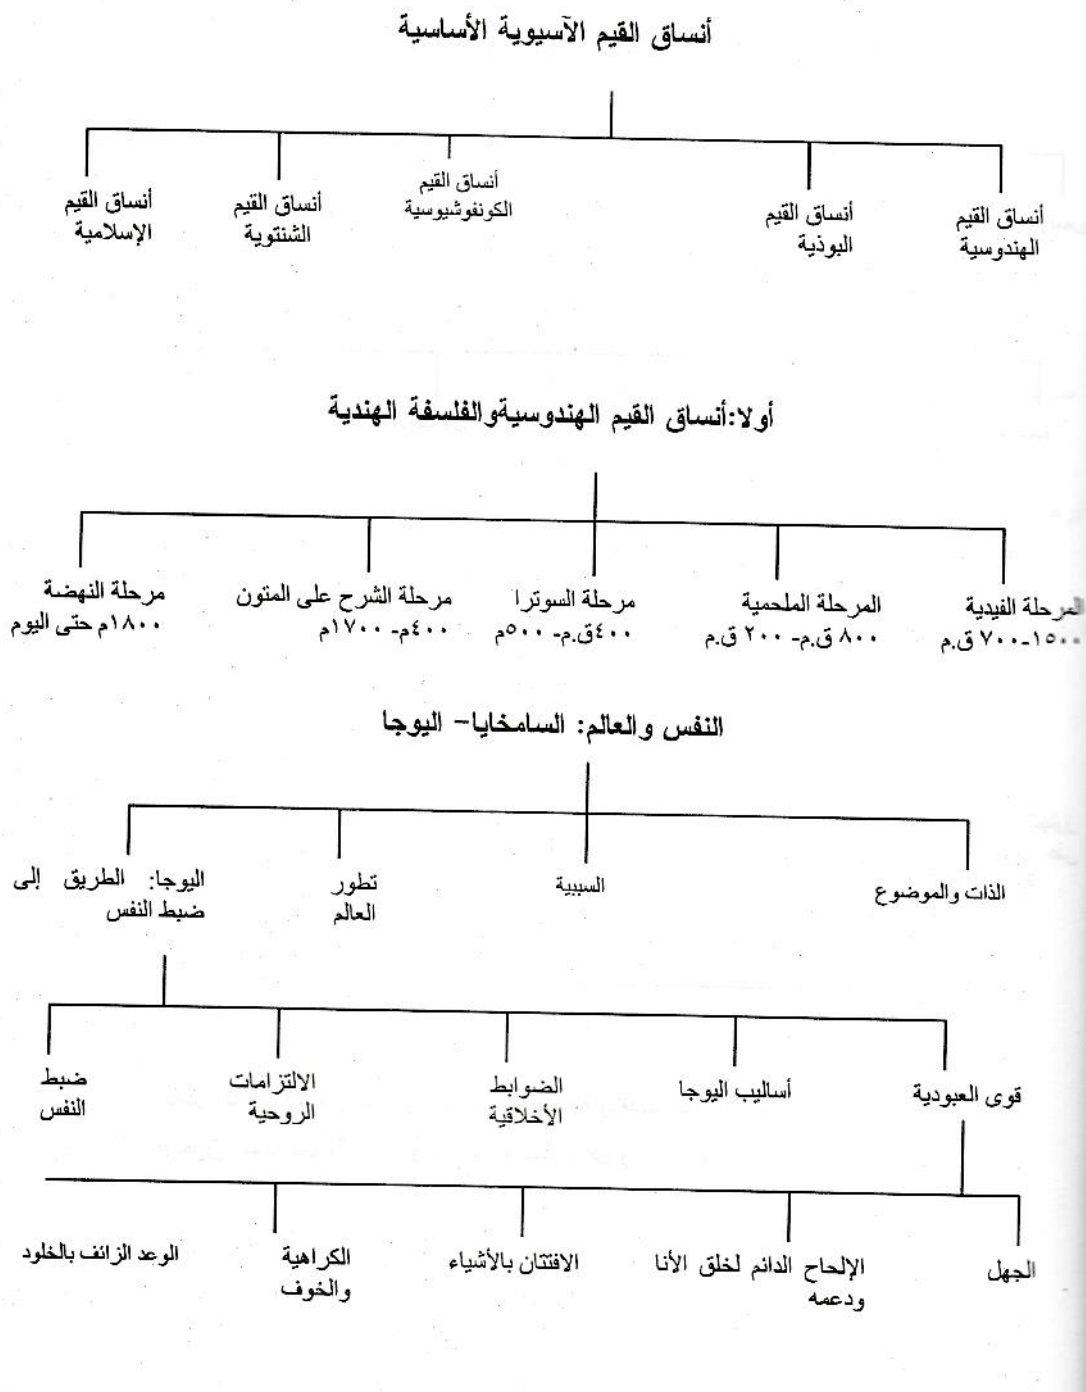 أنساق القيم الآسيوية الأساسية
أنساق القيم
الهندوسية
أنساق القيم
البوذية
أنساق القيم
الكونفوشيوسية
أنساق القيم
الشنتوية
أنساق القيم
الإسلامية
أولا:أنساق القيم الهندوسيةوالفلسفة الهندية
المرحلة الفيدية
١٥٠٠-٧٠٠ ق.م
المرحلة الملحمية
٨٠٠ ق.م- ٢٠٠ ق.م
مرحلة السوترا
٤٠٠ق.م- ٥٠٠م
مرحلة الشرح على المتون
٤٠٠م- ١٧٠٠م
مرحلة النهضة
١٨٠٠م حتى اليوم
النفس والعالم: السامخايا- اليوجا
الذات والموضوع
السببية
تطور
العالم
اليوجا: الطريق إلى
ضبط النفس
قوى العبودية
أساليب اليوجا
الضوابط
الأخلاقية
الالتزامات
الروحية
ضبط
النفس
الجهل
الإلحاح الدائم لخلق الأنا
ودعمه
الافتتان بالأشياء
الكراهية
والخوف
الوعد الزائف بالخلود